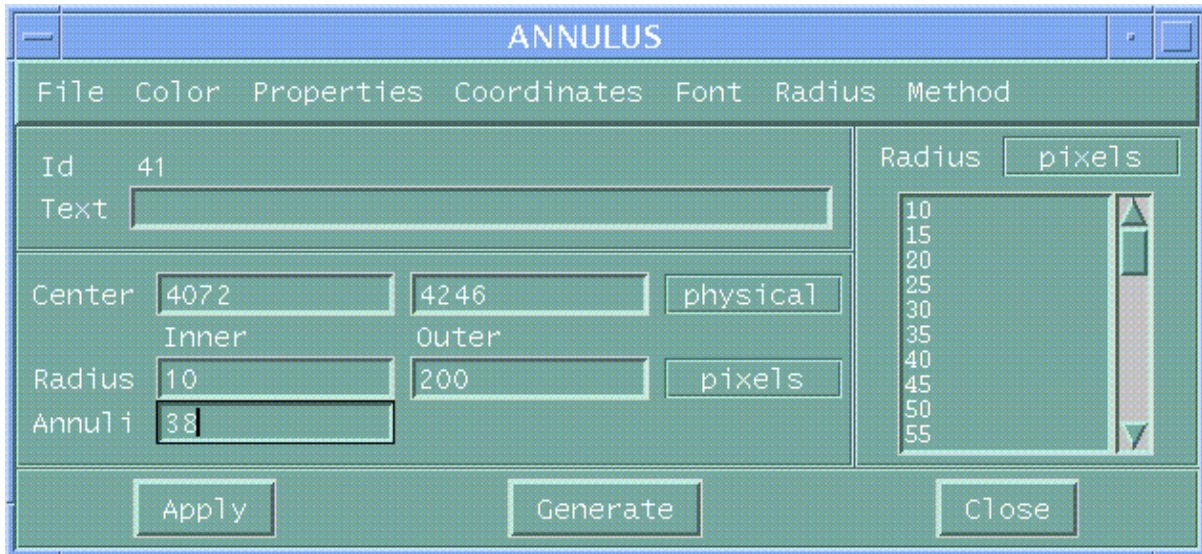 ANNULUS
File Color Properties Coordinates Font Radius Method
Id 41
Text
Center 4072 4246 physical
Inner Outer
Radius 10 200 pixels
Annuli 38
Radius pixels
10
15
20
25
30
35
40
45
50
55
Apply Generate Close